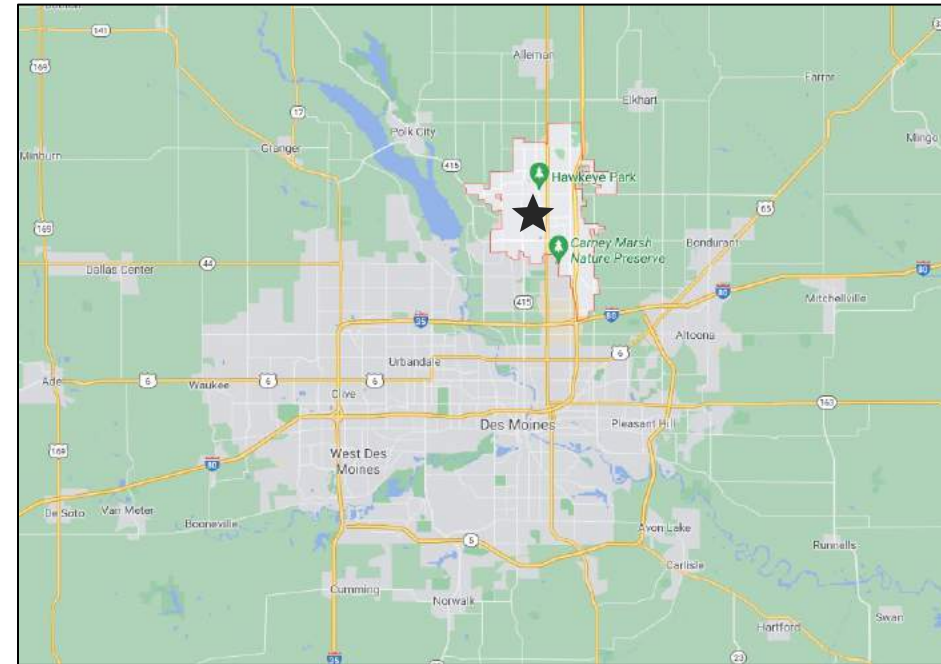 141
169
17
Alleman
Elkhart
Farrar
Mingo
Polk City
Granger
Minburn
415
Hawkeye Park
169
65
Carney Marsh
Nature Preserve
Bondurant
Dallas Center
44
80
80
Mitchellville
415
35
80
Altoona
6
Urbandale
Adel
6
Waukee
6
6
Clive
163
Des Moines
Pleasant Hill
169
West Des
Moines
80
De Soto
Van Meter
Booneville
Avon Lake
5
Runnells
Carlisle
Cumming
Norwalk
Swan
Hartford
35
23